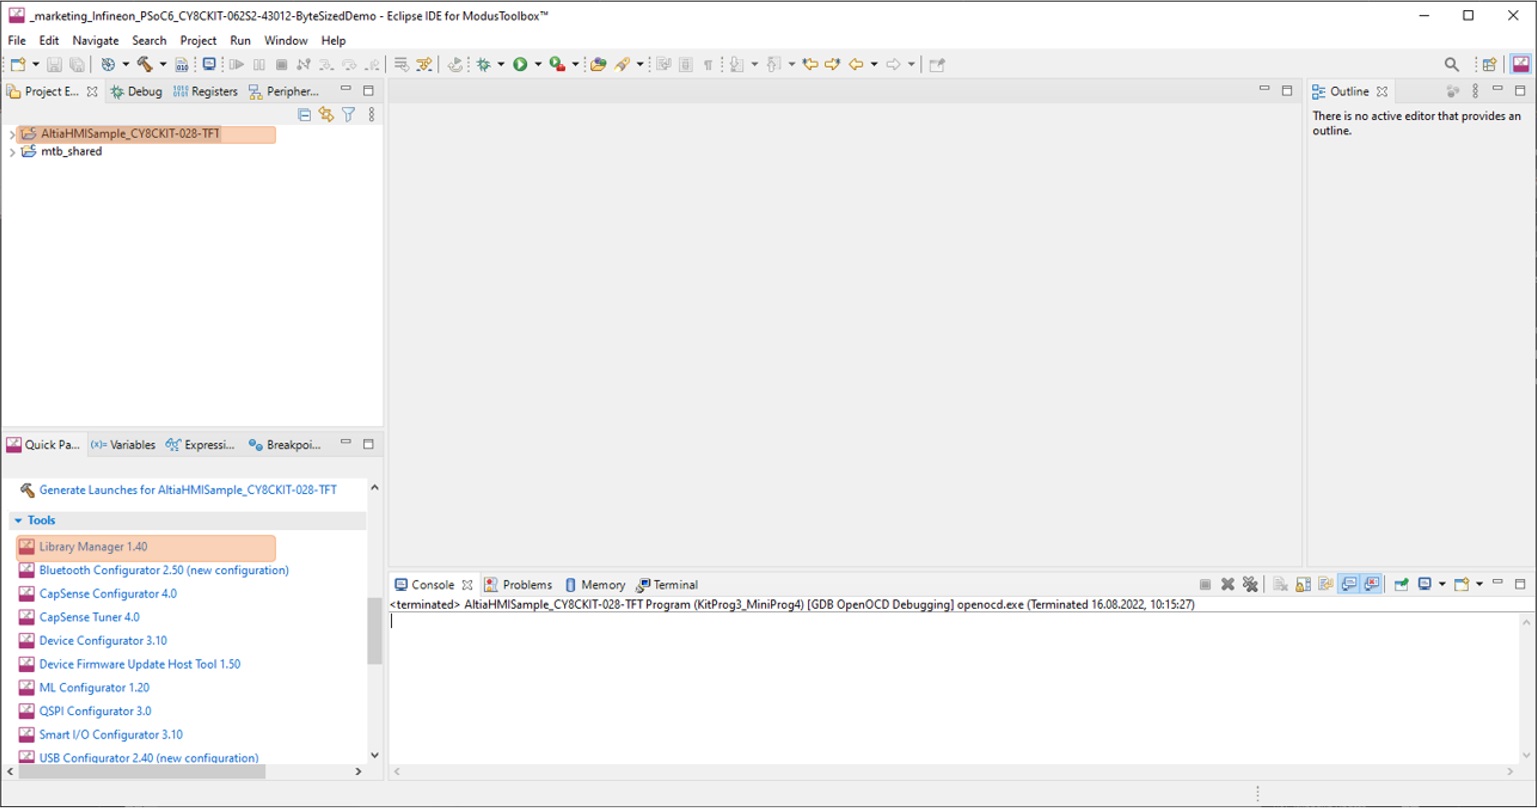 _marketing_Infineon_PSoC6_CY8CKIT-062S2-43012-ByteSizedDemo - Eclipse IDE for ModusToolbox™
File Edit Navigate Search Project Run Window Help
Project E... Debug Registers Peripher...
AltiaHMISample_CY8CKIT-028-TFT
mtb_shared
Outline
There is no active editor that provides an
outline.
Quick Pa... (x)= Variables Expressi... Breakpoi...
Generate Launches for AltiaHMISample_CY8CKIT-028-TFT
Tools
Library Manager 1.40
Bluetooth Configurator 2.50 (new configuration)
CapSense Configurator 4.0
CapSense Tuner 4.0
Device Configurator 3.10
Device Firmware Update Host Tool 1.50
ML Configurator 1.20
QSPI Configurator 3.0
Smart I/O Configurator 3.10
USB Configurator 2.40 (new configuration)
Console Problems Memory Terminal
<terminated> AltiaHMISample_CY8CKIT-028-TFT Program (KitProg3_MiniProg4) [GDB OpenOCD Debugging] openocd.exe (Terminated 16.08.2022, 10:15:27)